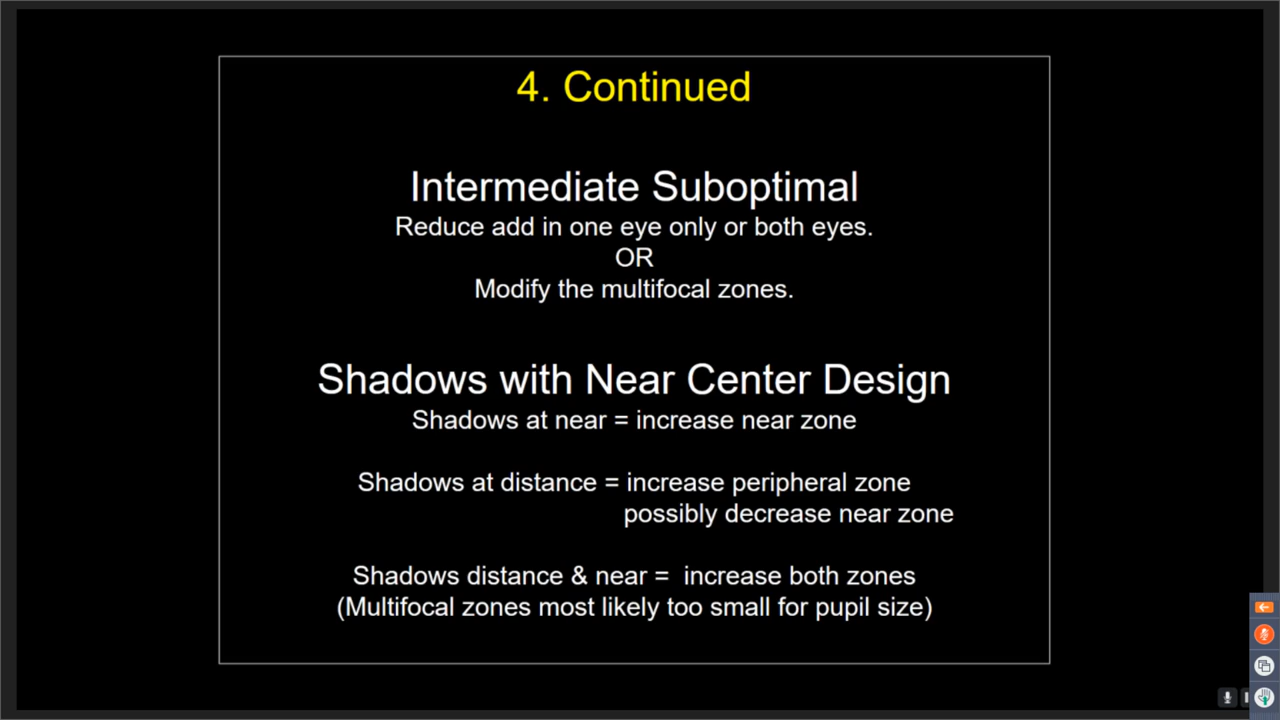 4. Continued
Intermediate Suboptimal
Reduce add in one eye only or both eyes.
OR
Modify the multifocal zones.
Shadows with Near Center Design
Shadows at near = increase near zone
Shadows at distance = increase peripheral zone
possibly decrease near zone
Shadows distance & near = increase both zones
(Multifocal zones most likely too small for pupil size)